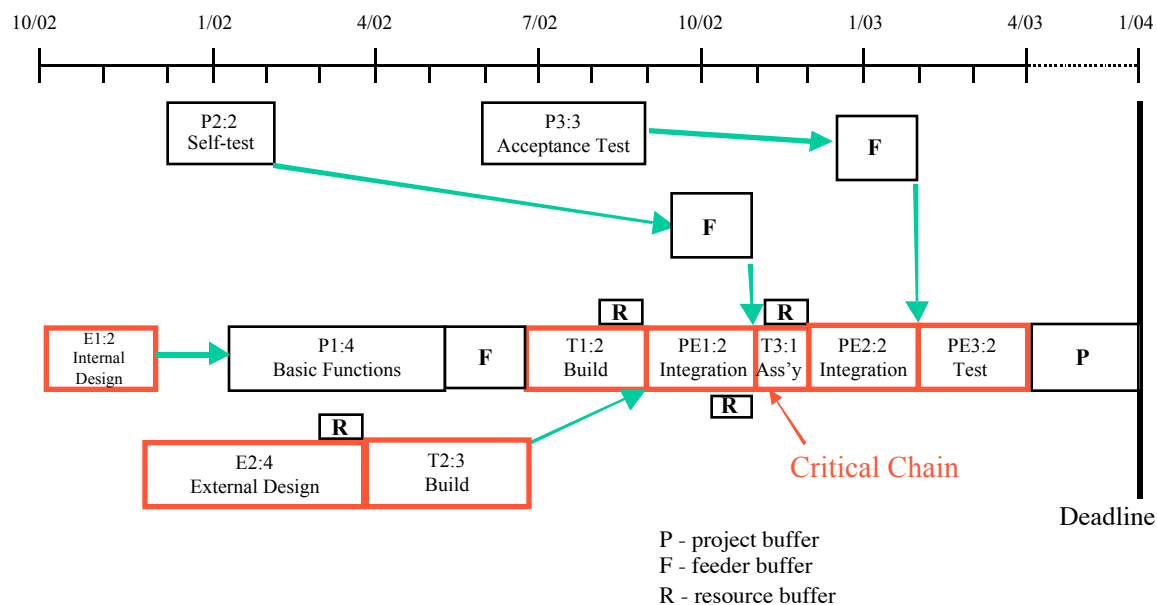 10/02 1/02 4/02 7/02 10/02 1/03 4/03 1/04
P2:2
Self-test
P3:3
Acceptance Test
F
F
R
R
E1:2
Internal
Design
P1:4
Basic Functions
F
T1:2
Build
PE1:2
Integration
T3:1
Ass'y
PE2:2
Integration
PE3:2
Test
P
R
R
E2:4
External Design
T2:3
Build
Critical Chain
Deadline
P - project buffer
F - feeder buffer
R - resource buffer